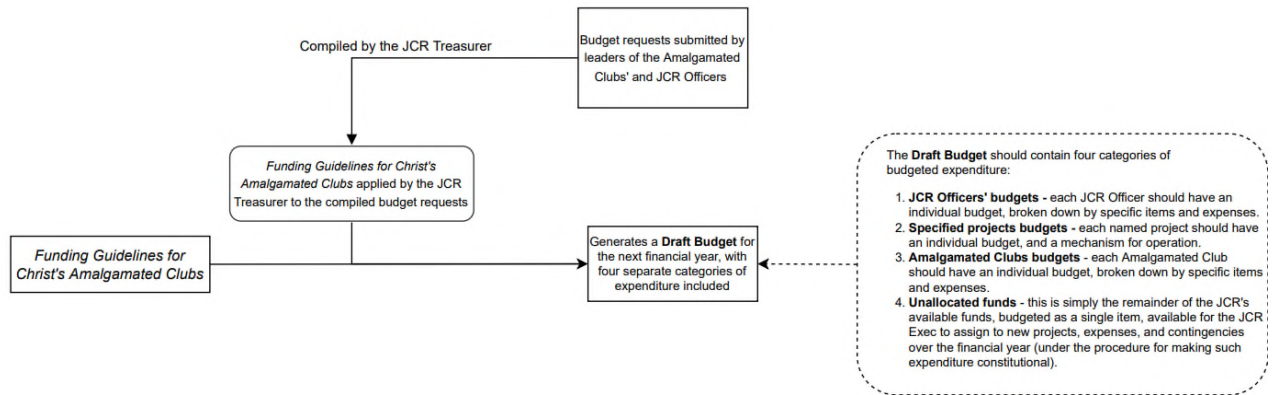 Compiled by the JCR Treasurer
Budget requests submitted by
leaders of the Amalgamated
Clubs' and JCR Officers
Funding Guidelines for Christ's
Amalgamated Clubs applied by the JCR
Treasurer to the compiled budget requests
Funding Guidelines for
Christ's Amalgamated Clubs
Generates a Draft Budget for
the next financial year, with
four separate categories of
expenditure included
The Draft Budget should contain four categories of
budgeted expenditure:
1. JCR Officers' budgets - each JCR Officer should have an
individual budget, broken down by specific items and expenses.
2. Specified projects budgets - each named project should have
an individual budget, and a mechanism for operation.
3. Amalgamated Clubs budgets - each Amalgamated Club
should have an individual budget, broken down by specific items
and expenses.
4. Unallocated funds - this is simply the remainder of the JCR's
available funds, budgeted as a single item, available for the JCR
Exec to assign to new projects, expenses, and contingencies
over the financial year (under the procedure for making such
expenditure constitutional).